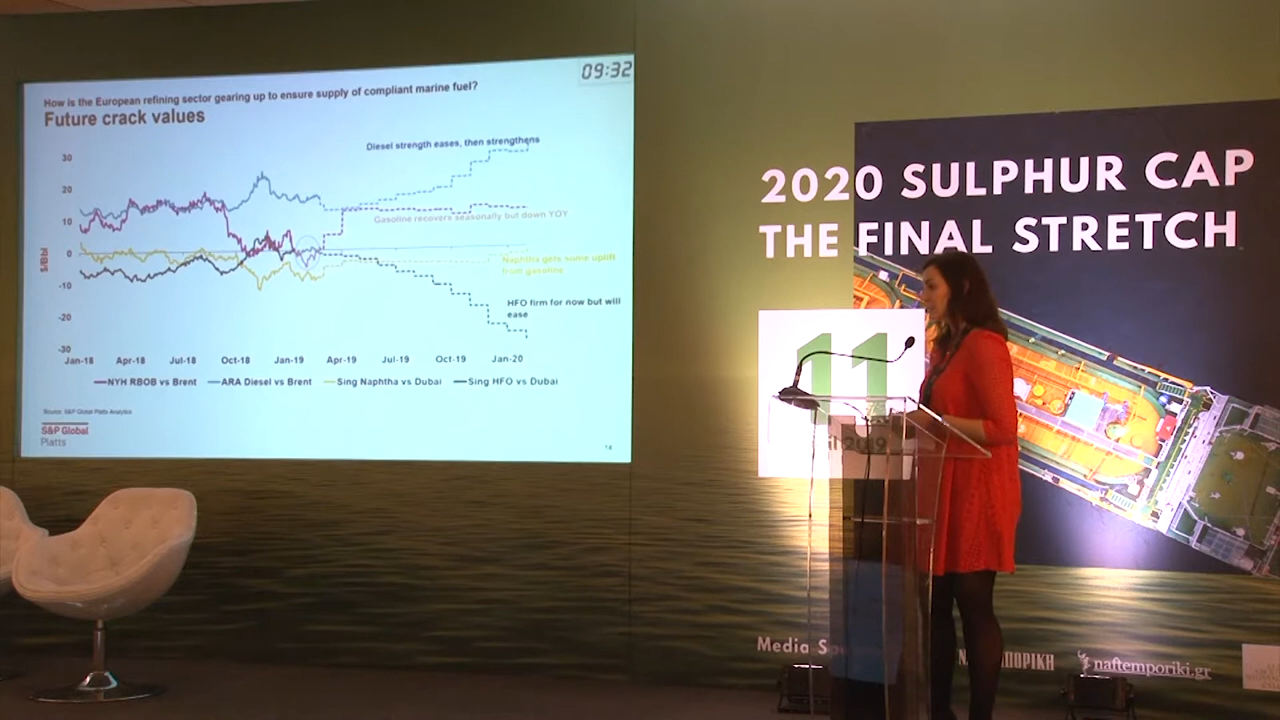 09:32
How is the European refining sector gearing up to ensure supply of compliant marine fuel?
Future crack values
30
20
10
0
-10
-20
-30
$/Bbl
Diesel strength eases, then strengthens
Gasoline recovers seasonally but down YOY
Naphtha gets some uplift
from gasoline
HFO firm for now but will
ease
Jan-18 Apr-18 Jul-18 Oct-18 Jan-19 Apr-19 Jul-19 Oct-19 Jan-20
NYH RBOB vs Brent ARA Diesel vs Brent Sing Naphtha vs Dubai Sing HFO vs Dubai
Source: S&P Global Platts Analytics
S&P Global
Platts
2020 SULPHUR CAP
THE FINAL STRETCH
11
2019
Media
naftemporiki.gr